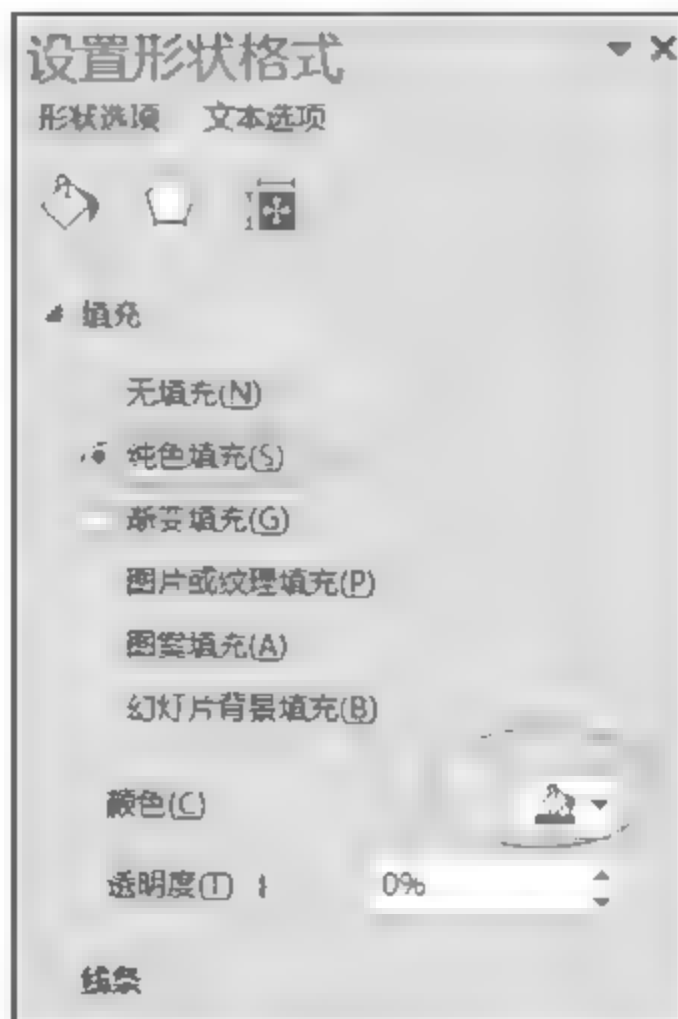 设置形状格式
形状选项 文本选项
填充
无填充(N)
纯色填充(S)
渐变填充(G)
图片或纹理填充(P)
图案填充(A)
幻灯片背景填充(B)
颜色(C)
透明度(T) 0%
线条